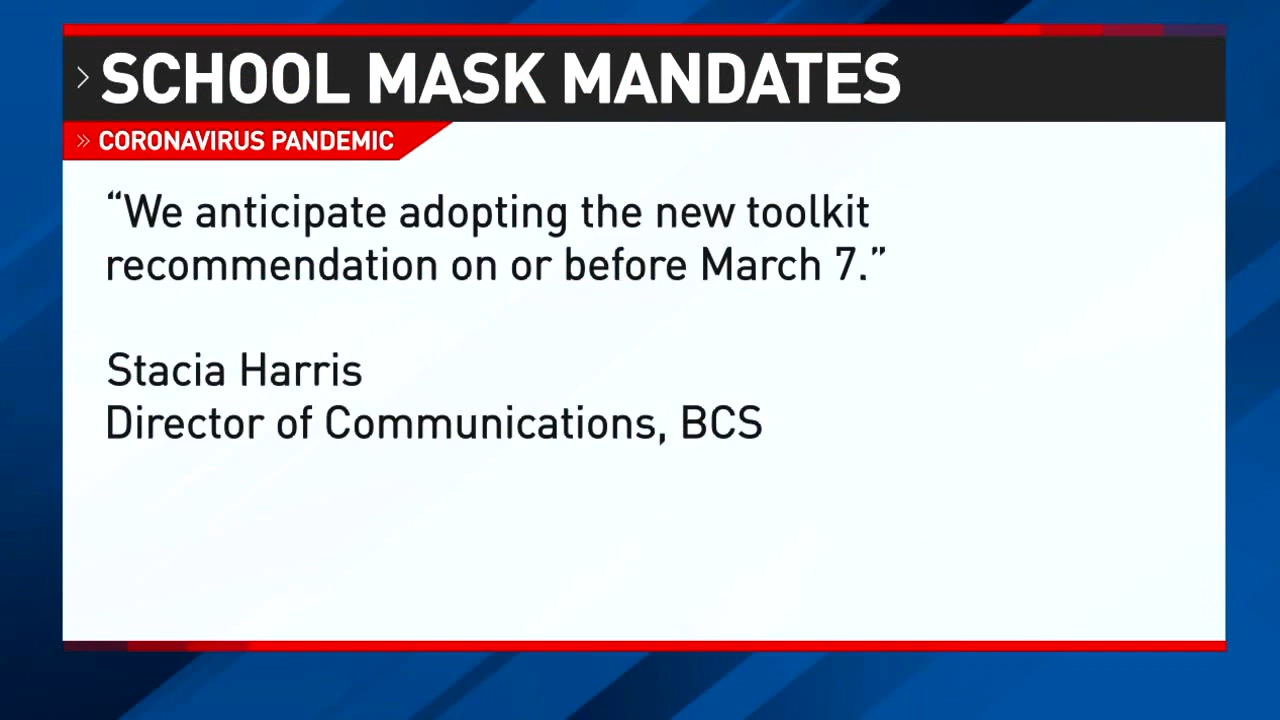 SCHOOL MASK MANDATES
CORONAVIRUS PANDEMIC
“We anticipate adopting the new toolkit
recommendation on or before March 7.”
Stacia Harris
Director of Communications, BCS